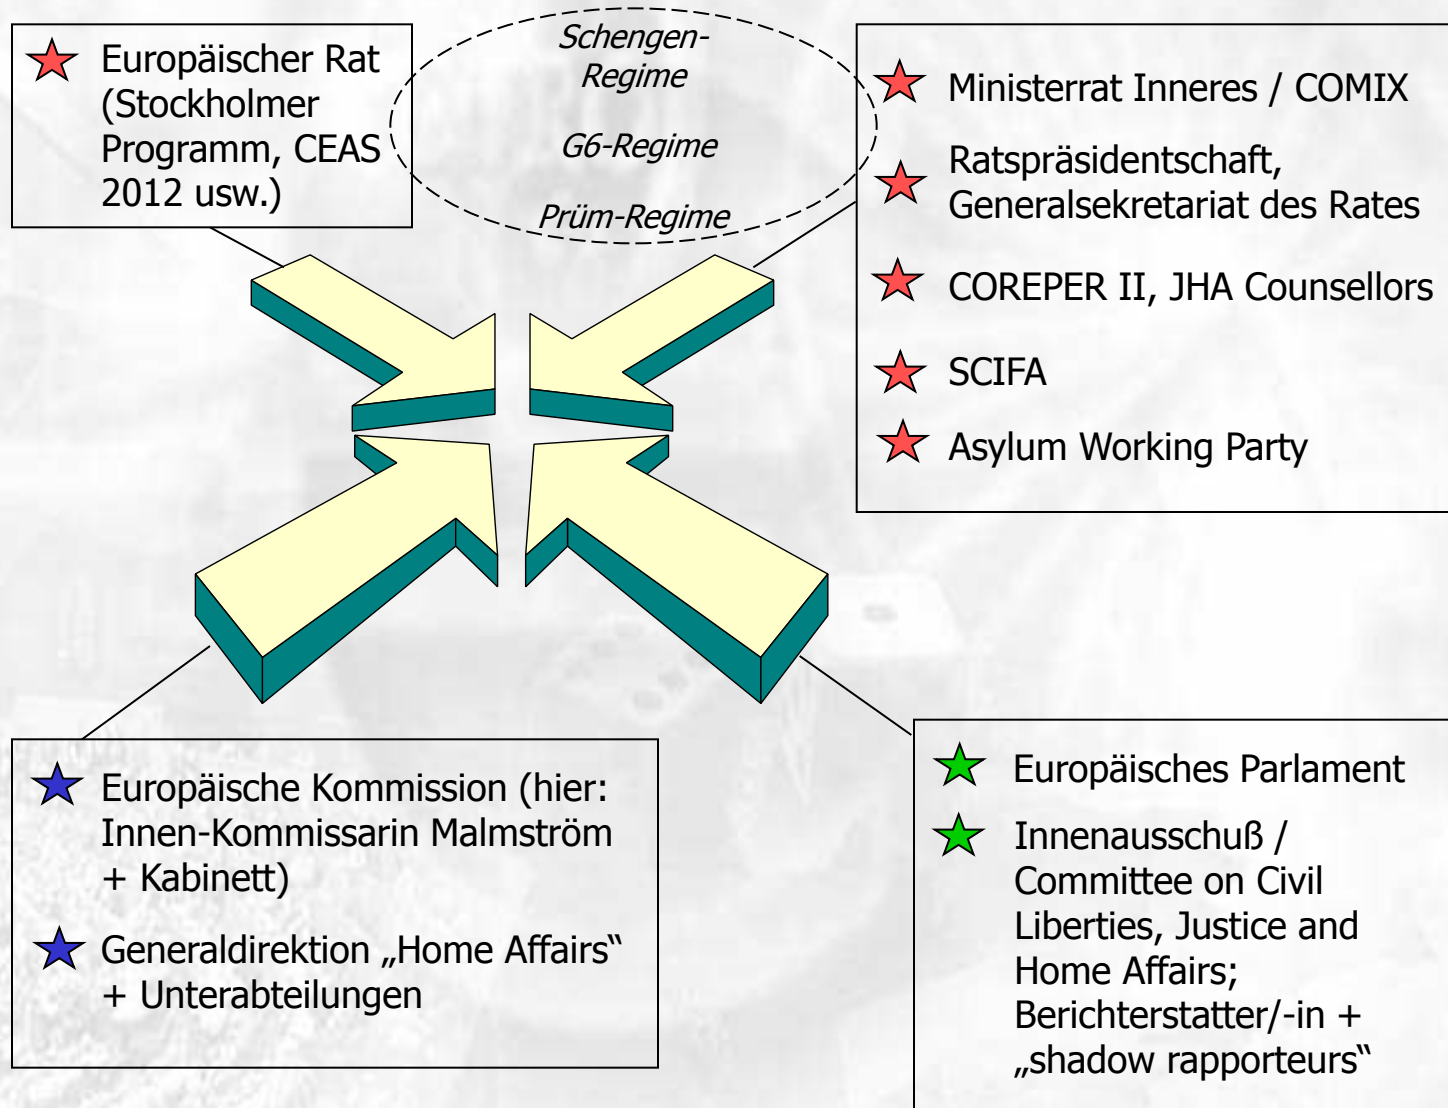 Europäischer Rat
(Stockholmer
Programm, CEAS
2012 usw.)
Schengen-
Regime
G6-Regime
Prüm-Regime
Ministerrat Inneres / COMIX
Ratspräsidentschaft,
Generalsekretariat des Rates
COREPER II, JHA Counsellors
SCIFA
Asylum Working Party
Europäische Kommission (hier:
Innen-Kommissarin Malmström
+ Kabinett)
Generaldirektion „Home Affairs“
+ Unterabteilungen
Europäisches Parlament
Innenausschuß /
Committee on Civil
Liberties, Justice and
Home Affairs;
Berichterstatter/-in +
„shadow rapporteurs“